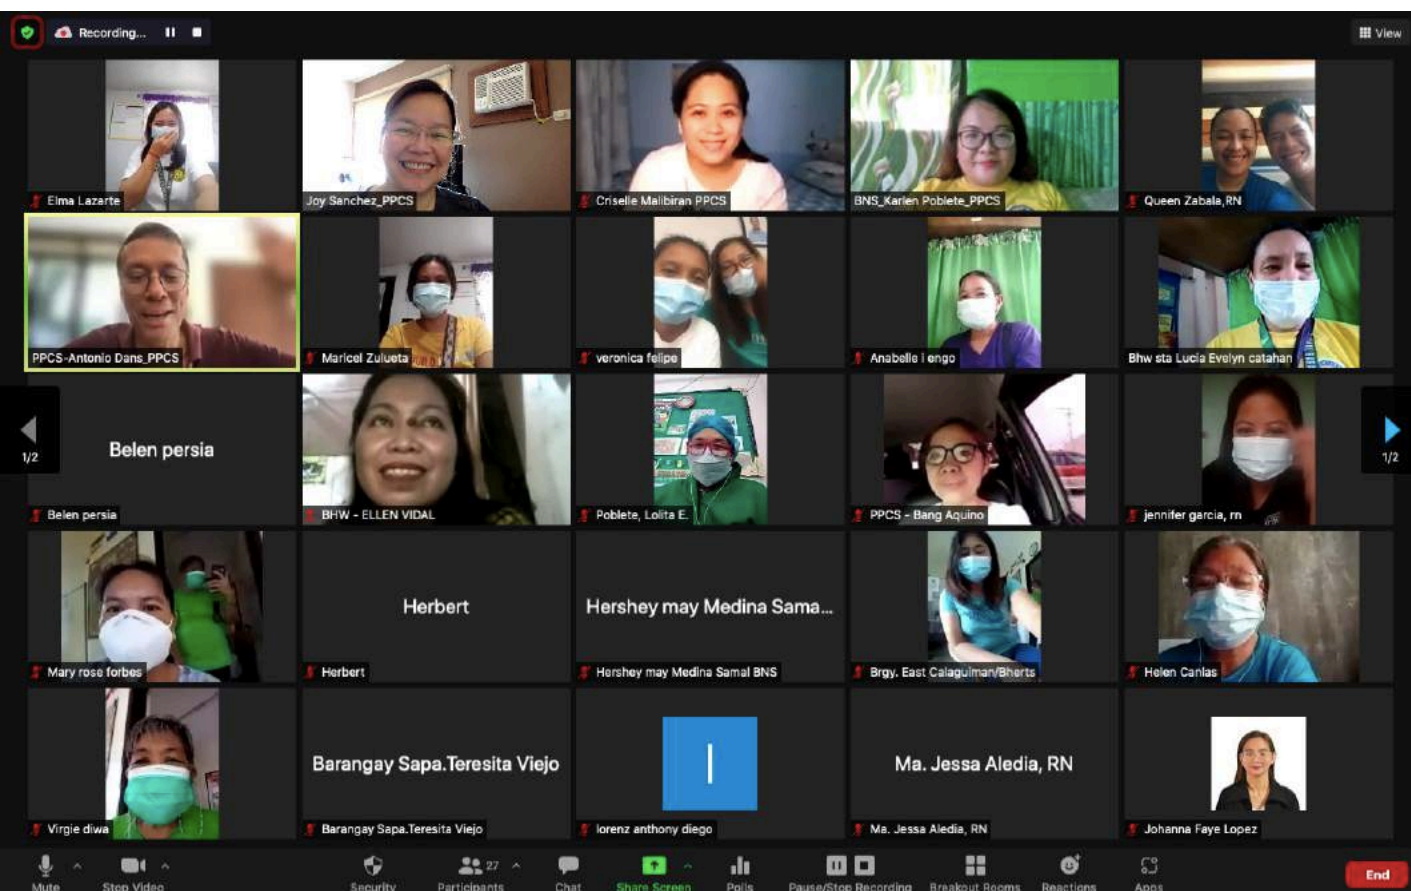 Recording...
View
Elma Lazarte
Joy Sanchez_PPCS
Criselle Malibiran PPCS
BNS_Karlen Poblete_PPCS
Queen Zabala,RN
PPCS-Antonio Dans_PPCS
Maricel Zulueta
veronica felipe
Anabelle i engo
Bhw sta Lucia Evelyn catahan
1/2
Belen persia
Belen persia
BHW - ELLEN VIDAL
Poblete, Lolita E.
PPCS - Bang Aquino
jennifer garcia, rn
1/2
Mary rose forbes
Herbert
Herbert
Hershey may Medina Sama...
Hershey may Medina Samal BNS
Brgy. East Calaguiman/Bherts
Helen Canlas
Virgie diwa
Barangay Sapa.Teresita Viejo
Barangay Sapa.Teresita Viejo
l
lorenz anthony diego
Ma. Jessa Aledia, RN
Ma. Jessa Aledia, RN
Johanna Faye Lopez
Mute
Stop Video
Security
Participants
27
Chat
Share Screen
Polls
Pause/Stop Recording
Breakout Rooms
Reactions
Apps
End